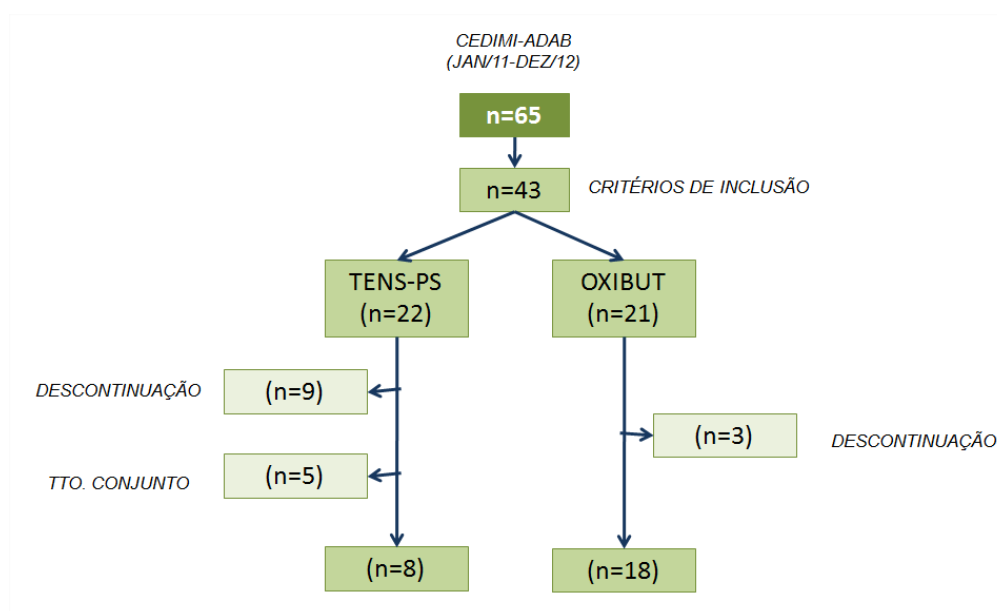 CEDIMI-ADAB
(JAN/11-DEZ/12)
n=65
n=43
CRITÉRIOS DE INCLUSÃO
TENS-PS
(n=22)
OXIBUT
(n=21)
DESCONTINUAÇÃO
(n=9)
(n=3)
DESCONTINUAÇÃO
TTO. CONJUNTO
(n=5)
(n=8)
(n=18)